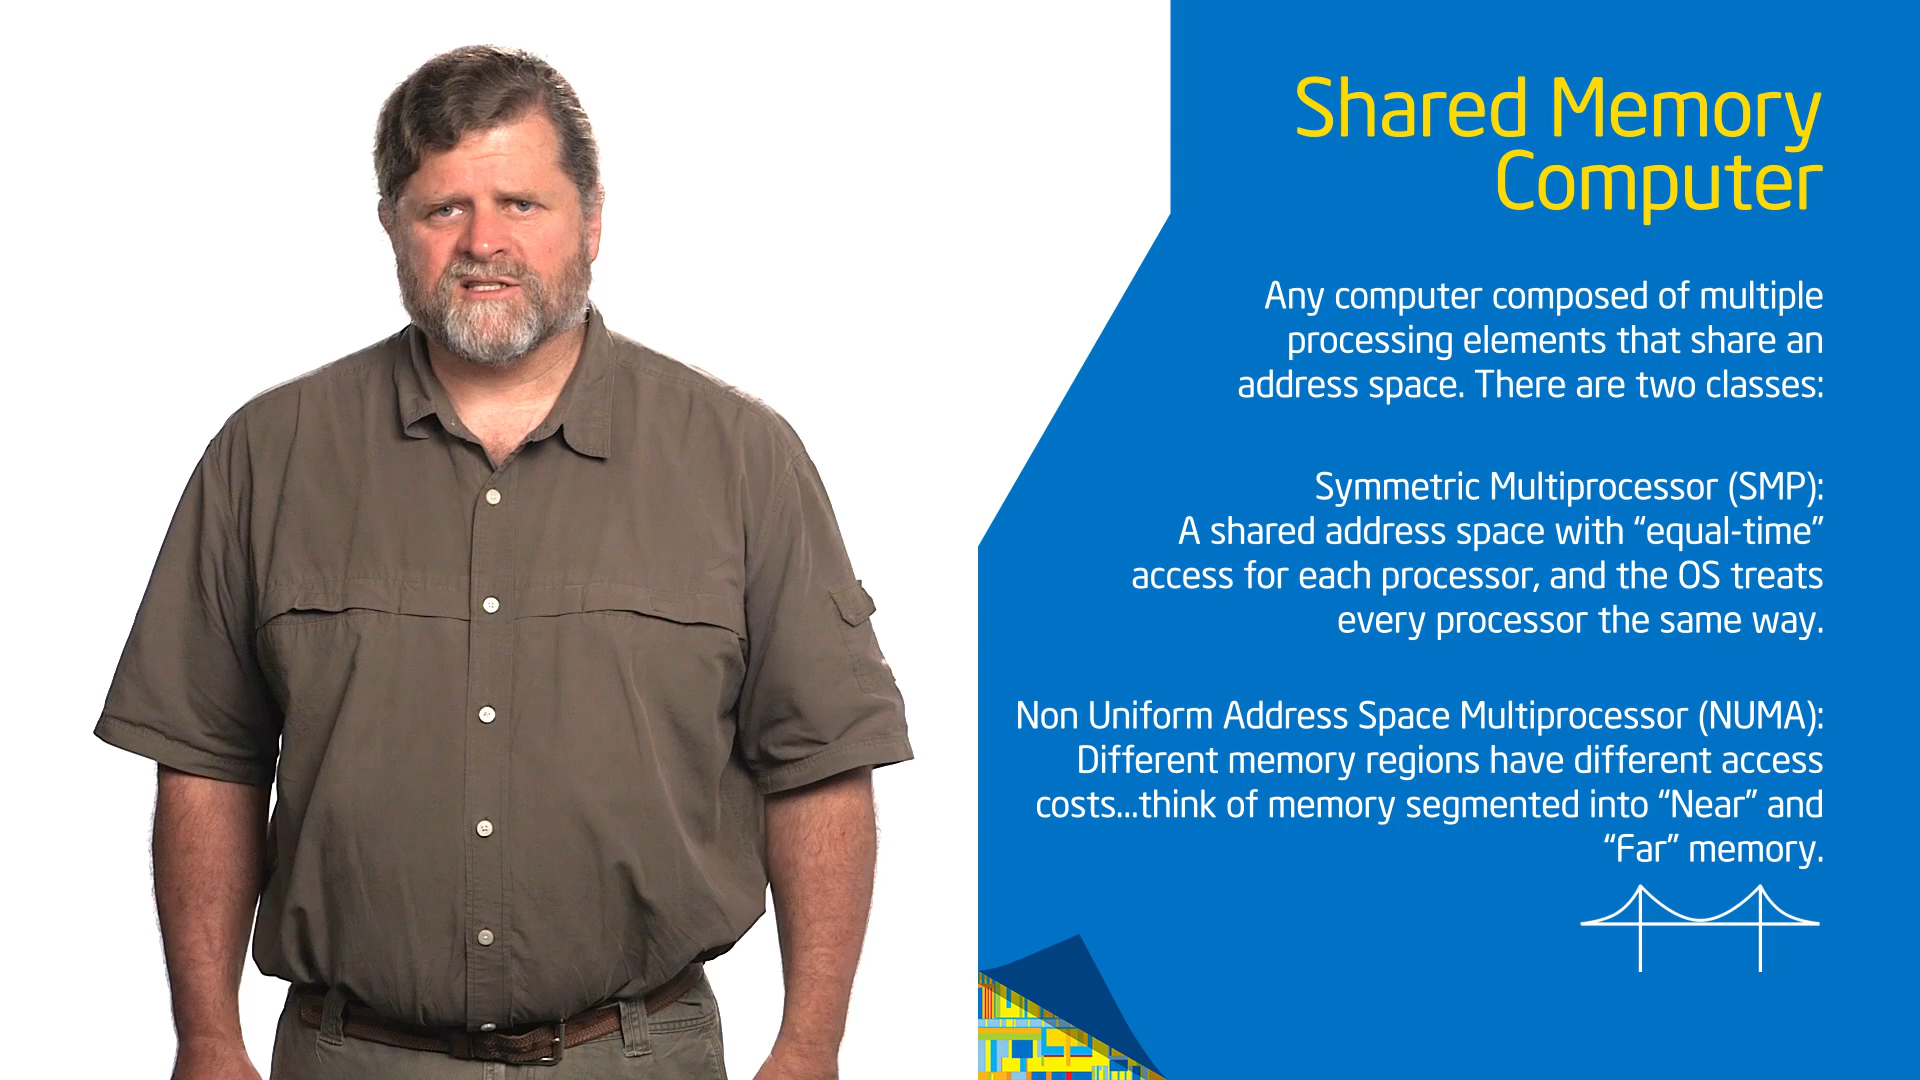 Shared Memory
Computer
Any computer composed of multiple
processing elements that share an
address space. There are two classes:
Symmetric Multiprocessor (SMP):
A shared address space with “equal-time”
access for each processor, and the OS treats
every processor the same way.
Non Uniform Address Space Multiprocessor (NUMA):
Different memory regions have different access
costs...think of memory segmented into “Near” and
“Far” memory.